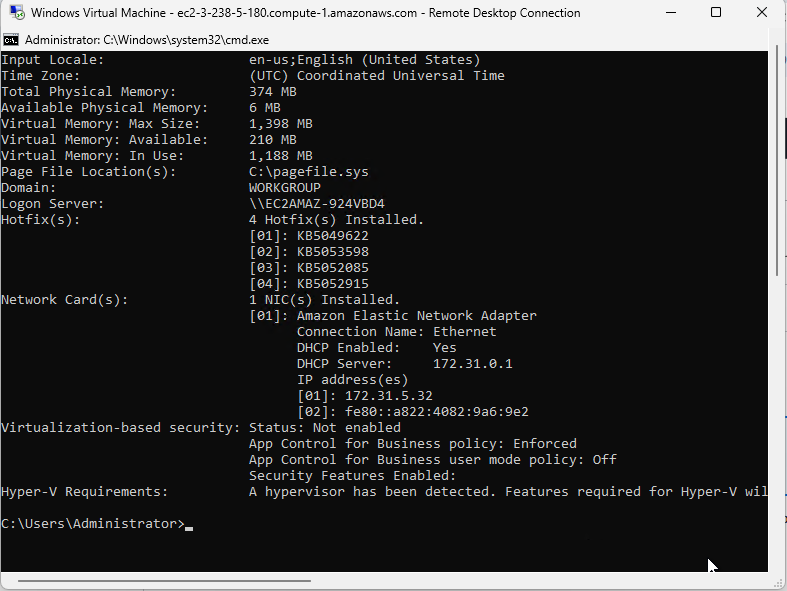 Windows Virtual Machine - ec2-3-238-5-180.compute-1.amazonaws.com - Remote Desktop Connection
Administrator: C:\Windows\system32\cmd.exe
Input Locale: en-us;English (United States)
Time Zone: (UTC) Coordinated Universal Time
Total Physical Memory: 374 MB
Available Physical Memory: 6 MB
Virtual Memory: Max Size: 1,398 MB
Virtual Memory: Available: 210 MB
Virtual Memory: In Use: 1,188 MB
Page File Location(s): C:\pagefile.sys
Domain: WORKGROUP
Logon Server: \\EC2AMAZ-924VBD4
Hotfix(s): 4 Hotfix(s) Installed.
[01]: KB5049622
[02]: KB5053598
[03]: KB5052085
[04]: KB5052915
Network Card(s): 1 NIC(s) Installed.
[01]: Amazon Elastic Network Adapter
Connection Name: Ethernet
DHCP Enabled: Yes
DHCP Server: 172.31.0.1
IP address(es)
[01]: 172.31.5.32
[02]: fe80::a822:4082:9a6:9e2
Virtualization-based security: Status: Not enabled
App Control for Business policy: Enforced
App Control for Business user mode policy: Off
Security Features Enabled:
Hyper-V Requirements: A hypervisor has been detected. Features required for Hyper-V wil
C:\Users\Administrator>